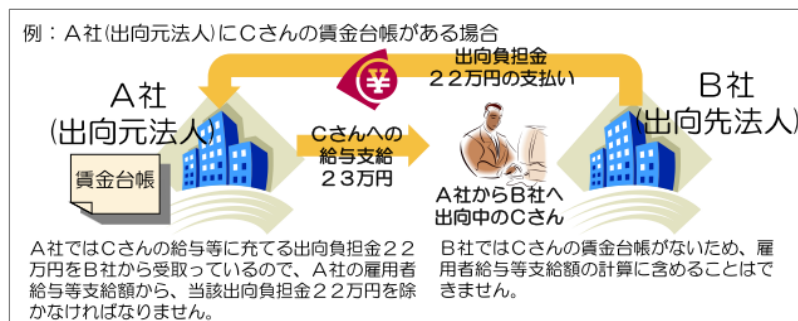 例：A社(出向元法人)にCさんの賃金台帳がある場合
出向負担金
２２万円の支払い
¥
A社
(出向元法人)
B社
(出向先法人)
Cさんへの
給与支給
２３万円
賃金台帳
A社からB社へ
出向中のCさん
A社ではCさんの給与等に充てる出向負担金２２
万円をB社から受取っているので、A社の雇用者
給与等支給額から、当該出向負担金２２万円を除
かなければなりません。
B社ではCさんの賃金台帳がないため、雇
用者給与等支給額の計算に含めることはで
きません。